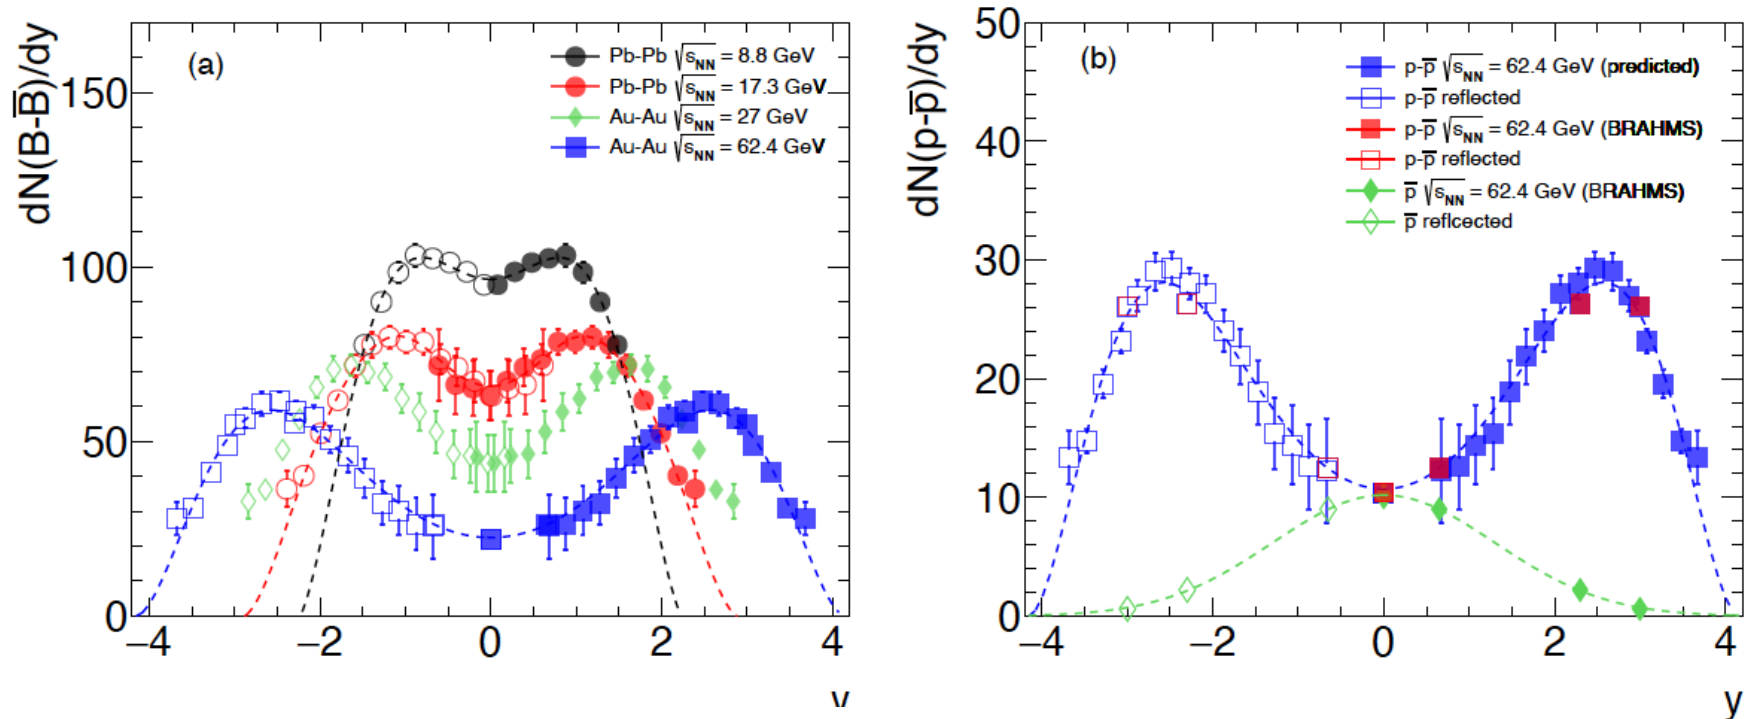 (a)
dN(B-B̅)/dy
150
100
50
0
Pb-Pb √sNN = 8.8 GeV
Pb-Pb √sNN = 17.3 GeV
Au-Au √sNN = 27 GeV
Au-Au √sNN = 62.4 GeV
−4 −2 0 2 4
y
(b)
dN(p-p̅)/dy
50
40
30
20
10
0
p-p̅ √sNN = 62.4 GeV (predicted)
p-p̅ reflected
p-p̅ √sNN = 62.4 GeV (BRAHMS)
p-p̅ reflected
p̅ √sNN = 62.4 GeV (BRAHMS)
p̅ reflcected
−4 −2 0 2 4
y